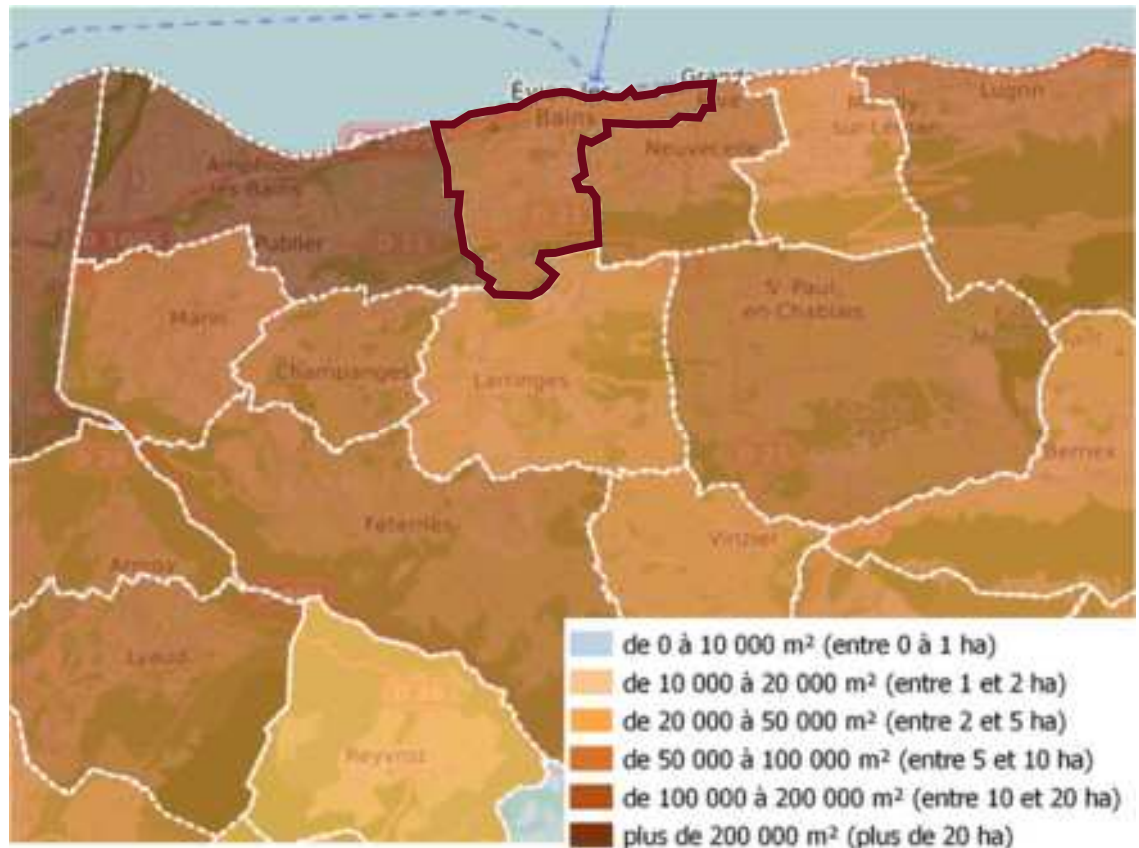 Grand
Évian-les
Bains
Lugrin
sur-Léman
Neuvecelle
Amphion
les-Bains
Publier
St-Paul
en-Chablais
Marin
Champanges
Larringes
Bernex
Féternes
Vinzier
Armoy
Lyaud
Reyvroz
de 0 à 10 000 m² (entre 0 à 1 ha)
de 10 000 à 20 000 m² (entre 1 et 2 ha)
de 20 000 à 50 000 m² (entre 2 et 5 ha)
de 50 000 à 100 000 m² (entre 5 et 10 ha)
de 100 000 à 200 000 m² (entre 10 et 20 ha)
plus de 200 000 m² (plus de 20 ha)